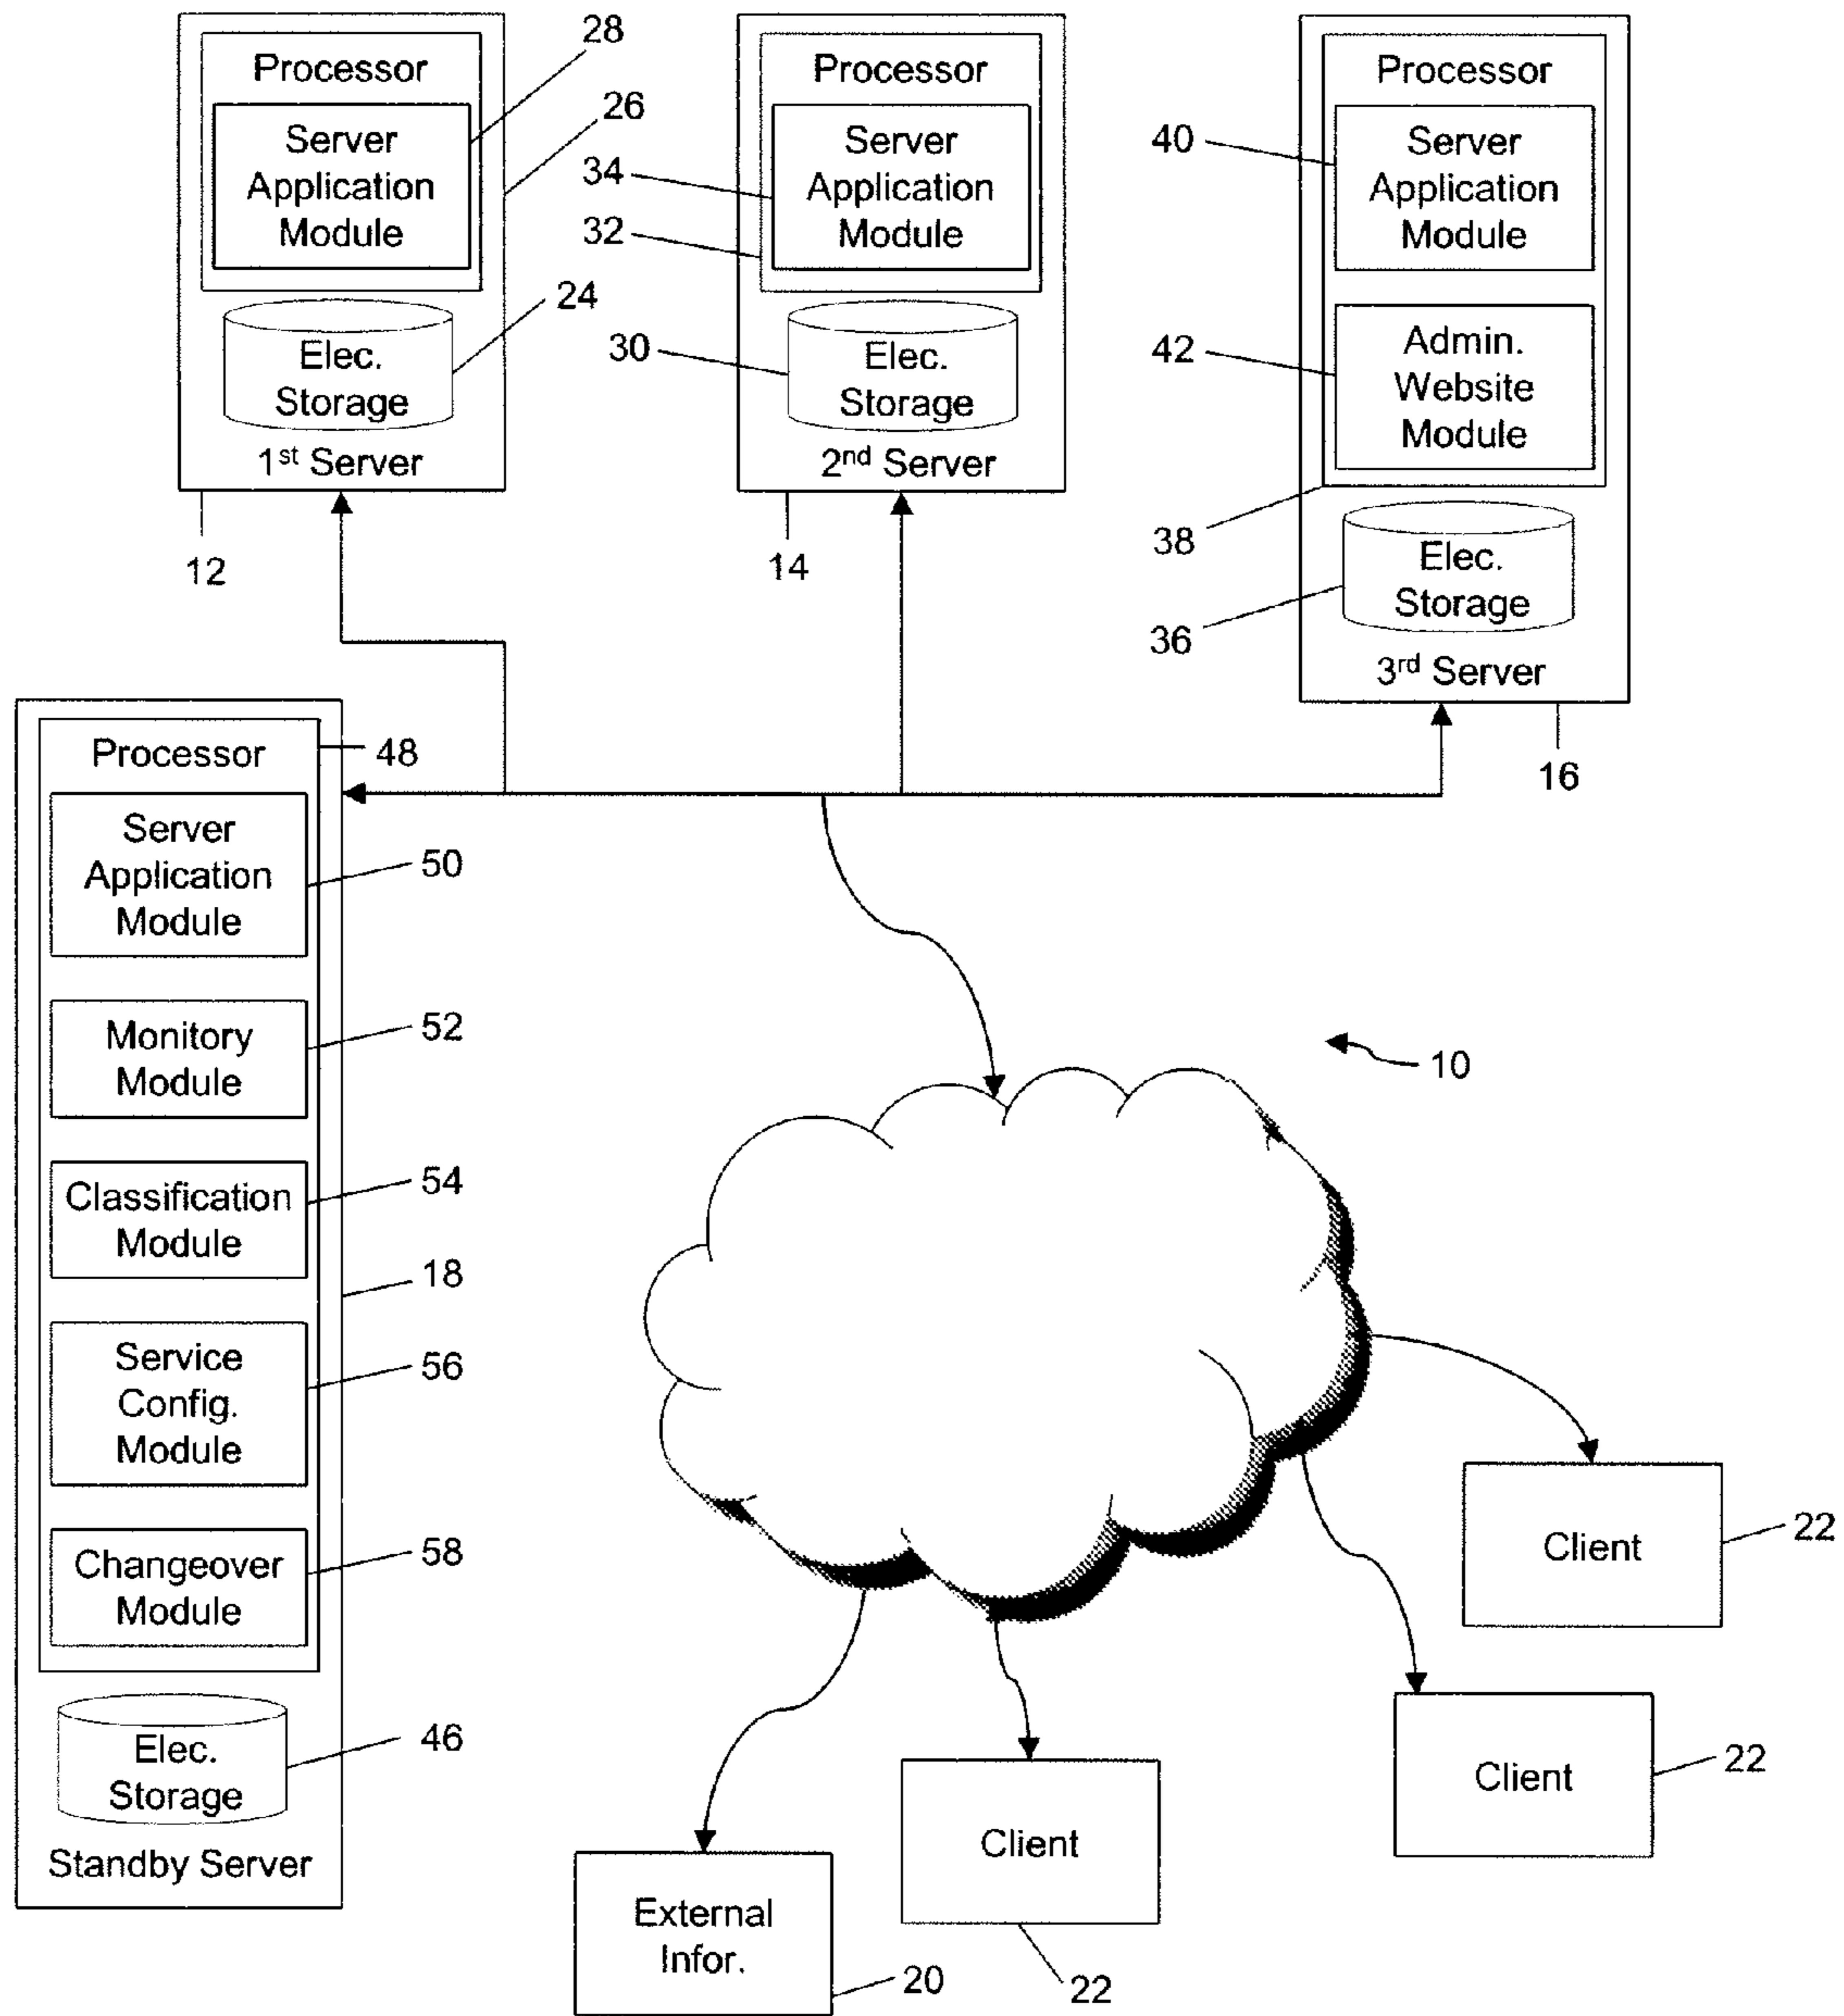 Processor
Server
Application
Module
Elec.
Storage
1st Server
28
26
24
12
Processor
Server
Application
Module
Elec.
Storage
2nd Server
34
32
30
14
Processor
Server
Application
Module
Admin.
Website
Module
Elec.
Storage
3rd Server
40
42
38
36
16
Processor
Server
Application
Module
Monitory
Module
Classification
Module
Service
Config.
Module
Changeover
Module
Elec.
Storage
Standby Server
48
50
52
54
18
56
58
46
10
Client
22
Client
22
Client
22
External
Infor.
20